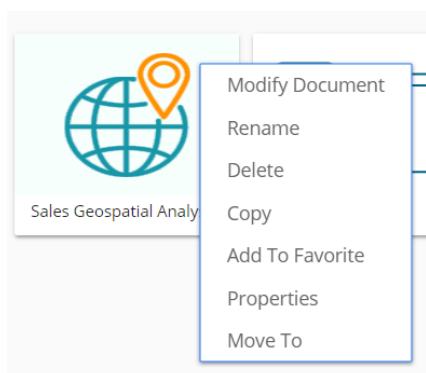 Modify Document
Rename
Delete
Sales Geospatial Analy
Copy
Add To Favorite
Properties
Move To